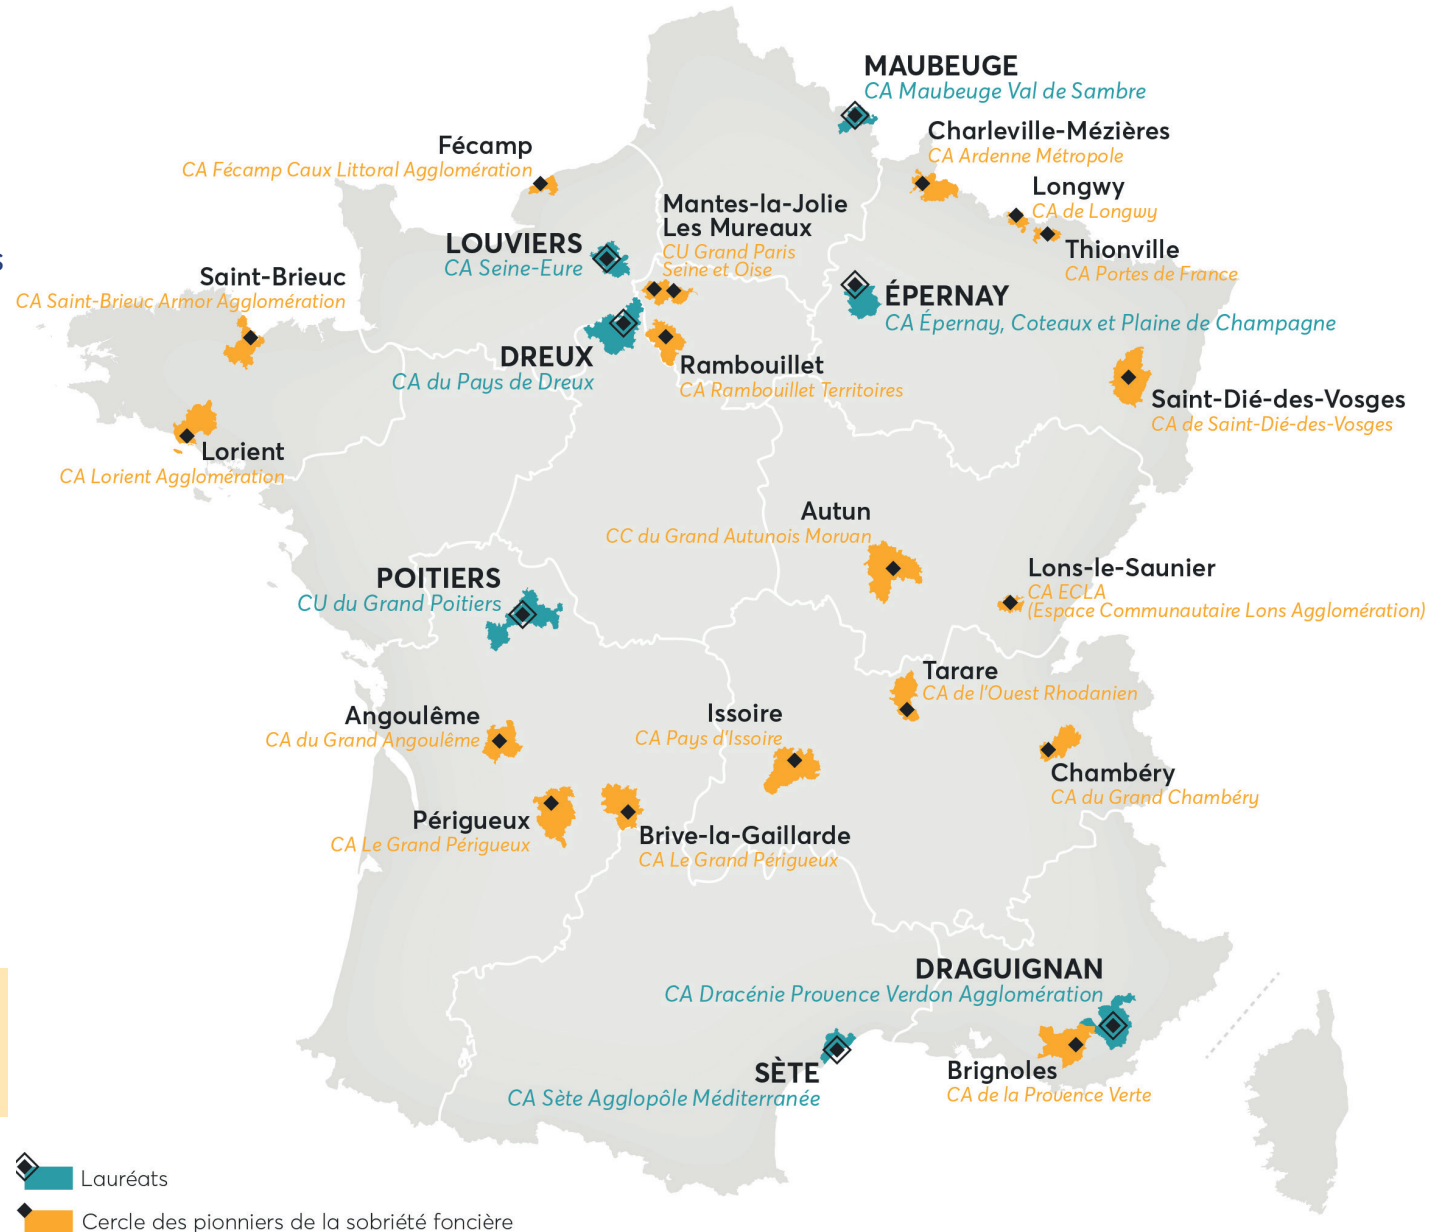 MAUBEUGE
CA Maubeuge Val de Sambre
Charleville-Mézières
CA Ardenne Métropole
Fécamp
CA Fécamp Caux Littoral Agglomération
Longwy
CA de Longwy
Mantes-la-Jolie
Les Mureaux
CU Grand Paris
Seine et Oise
Thionville
CA Portes de France
LOUVIERS
CA Seine-Eure
Saint-Brieuc
CA Saint-Brieuc Armor Agglomération
ÉPERNAY
CA Épernay, Coteaux et Plaine de Champagne
DREUX
CA du Pays de Dreux
Rambouillet
CA Rambouillet Territoires
Saint-Dié-des-Vosges
CA de Saint-Dié-des-Vosges
Lorient
CA Lorient Agglomération
Autun
CC du Grand Autunois Morvan
Lons-le-Saunier
CA ECLA
(Espace Communautaire Lons Agglomération)
POITIERS
CU du Grand Poitiers
Tarare
CA de l'Ouest Rhodanien
Angoulême
CA du Grand Angoulême
Issoire
CA Pays d'Issoire
Chambéry
CA du Grand Chambéry
Périgueux
CA Le Grand Périgueux
Brive-la-Gaillarde
CA Le Grand Périgueux
DRAGUIGNAN
CA Dracénie Provence Verdon Agglomération
SÈTE
CA Sète Agglopôle Méditerranée
Brignoles
CA de la Provence Verte
Lauréats
Cercle des pionniers de la sobriété foncière